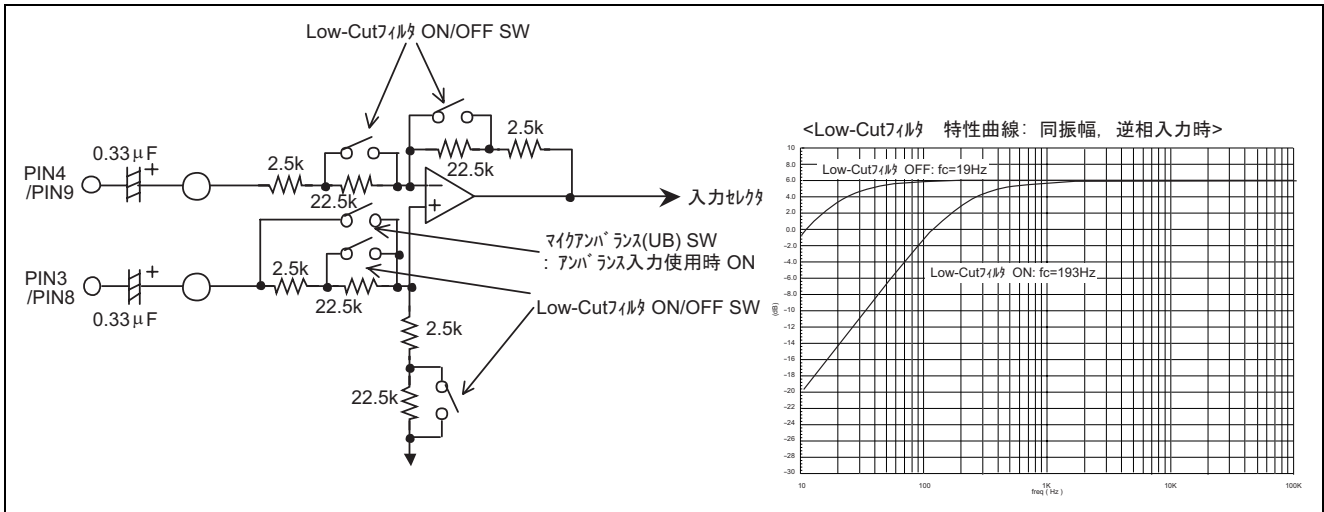 Low-Cutﾌｨﾙﾀ ON/OFF SW
0.33μF
PIN4
/PIN9
2.5k
22.5k
22.5k
2.5k
入力ｾﾚｸﾀ
ﾏｲｸｱﾝﾊﾞﾗﾝｽ(UB) SW
: ｱﾝﾊﾞﾗﾝｽ入力使用時 ON
PIN3
/PIN8
0.33μF
2.5k
22.5k
Low-Cutﾌｨﾙﾀ ON/OFF SW
2.5k
22.5k
<Low-Cutﾌｨﾙﾀ 特性曲線: 同振幅, 逆相入力時>
Low-Cutﾌｨﾙﾀ OFF: fc=19Hz
Low-Cutﾌｨﾙﾀ ON: fc=193Hz
10
8.0
6.0
4.0
2.0
0.0
-2.0
-4.0
-6.0
-8.0
-10
-12
-14
-16
-18
-20
-22
-24
-26
-28
-30
(dB)
10 100 1K 10K 100K
freq ( Hz )